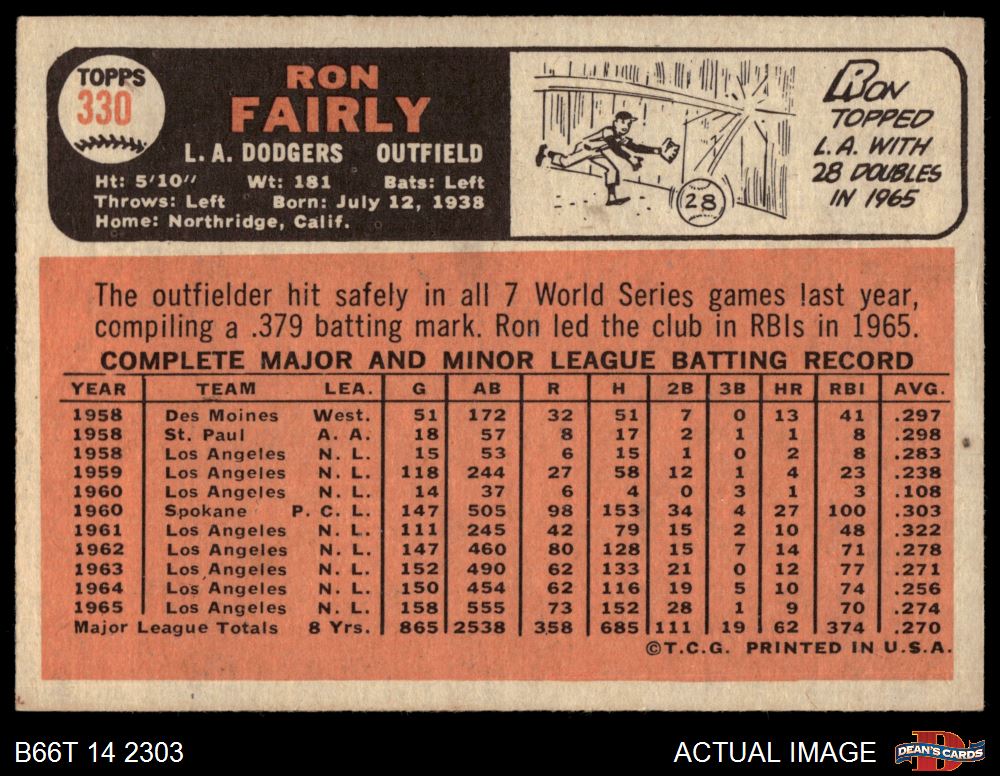 TOPPS
330
RON
FAIRLY
L. A. DODGERS OUTFIELD
Ht: 5'10" Wt: 181 Bats: Left
Throws: Left Born: July 12, 1938
Home: Northridge, Calif.
RON
TOPPED
L.A. WITH
28 DOUBLES
IN 1965
28
The outfielder hit safely in all 7 World Series games last year,
compiling a .379 batting mark. Ron led the club in RBIs in 1965.
COMPLETE MAJOR AND MINOR LEAGUE BATTING RECORD
YEAR TEAM LEA. G AB R H 2B 3B HR RBI AVG.
1958 Des Moines West. 51 172 32 51 7 0 13 41 .297
1958 St. Paul A. A. 18 57 8 17 2 1 1 8 .298
1958 Los Angeles N. L. 15 53 6 15 1 0 2 8 .283
1959 Los Angeles N. L. 118 244 27 58 12 1 4 23 .238
1960 Los Angeles N. L. 14 37 6 4 0 3 1 3 .108
1960 Spokane P. C. L. 147 505 98 153 34 4 27 100 .303
1961 Los Angeles N. L. 111 245 42 79 15 2 10 48 .322
1962 Los Angeles N. L. 147 460 80 128 15 7 14 71 .278
1963 Los Angeles N. L. 152 490 62 133 21 0 12 77 .271
1964 Los Angeles N. L. 150 454 62 116 19 5 10 74 .256
1965 Los Angeles N. L. 158 555 73 152 28 1 9 70 .274
Major League Totals 8 Yrs. 865 2538 358 685 111 19 62 374 .270
©T.C.G. PRINTED IN U.S.A.
B66T 14 2303
ACTUAL IMAGE
DEAN'S CARDS